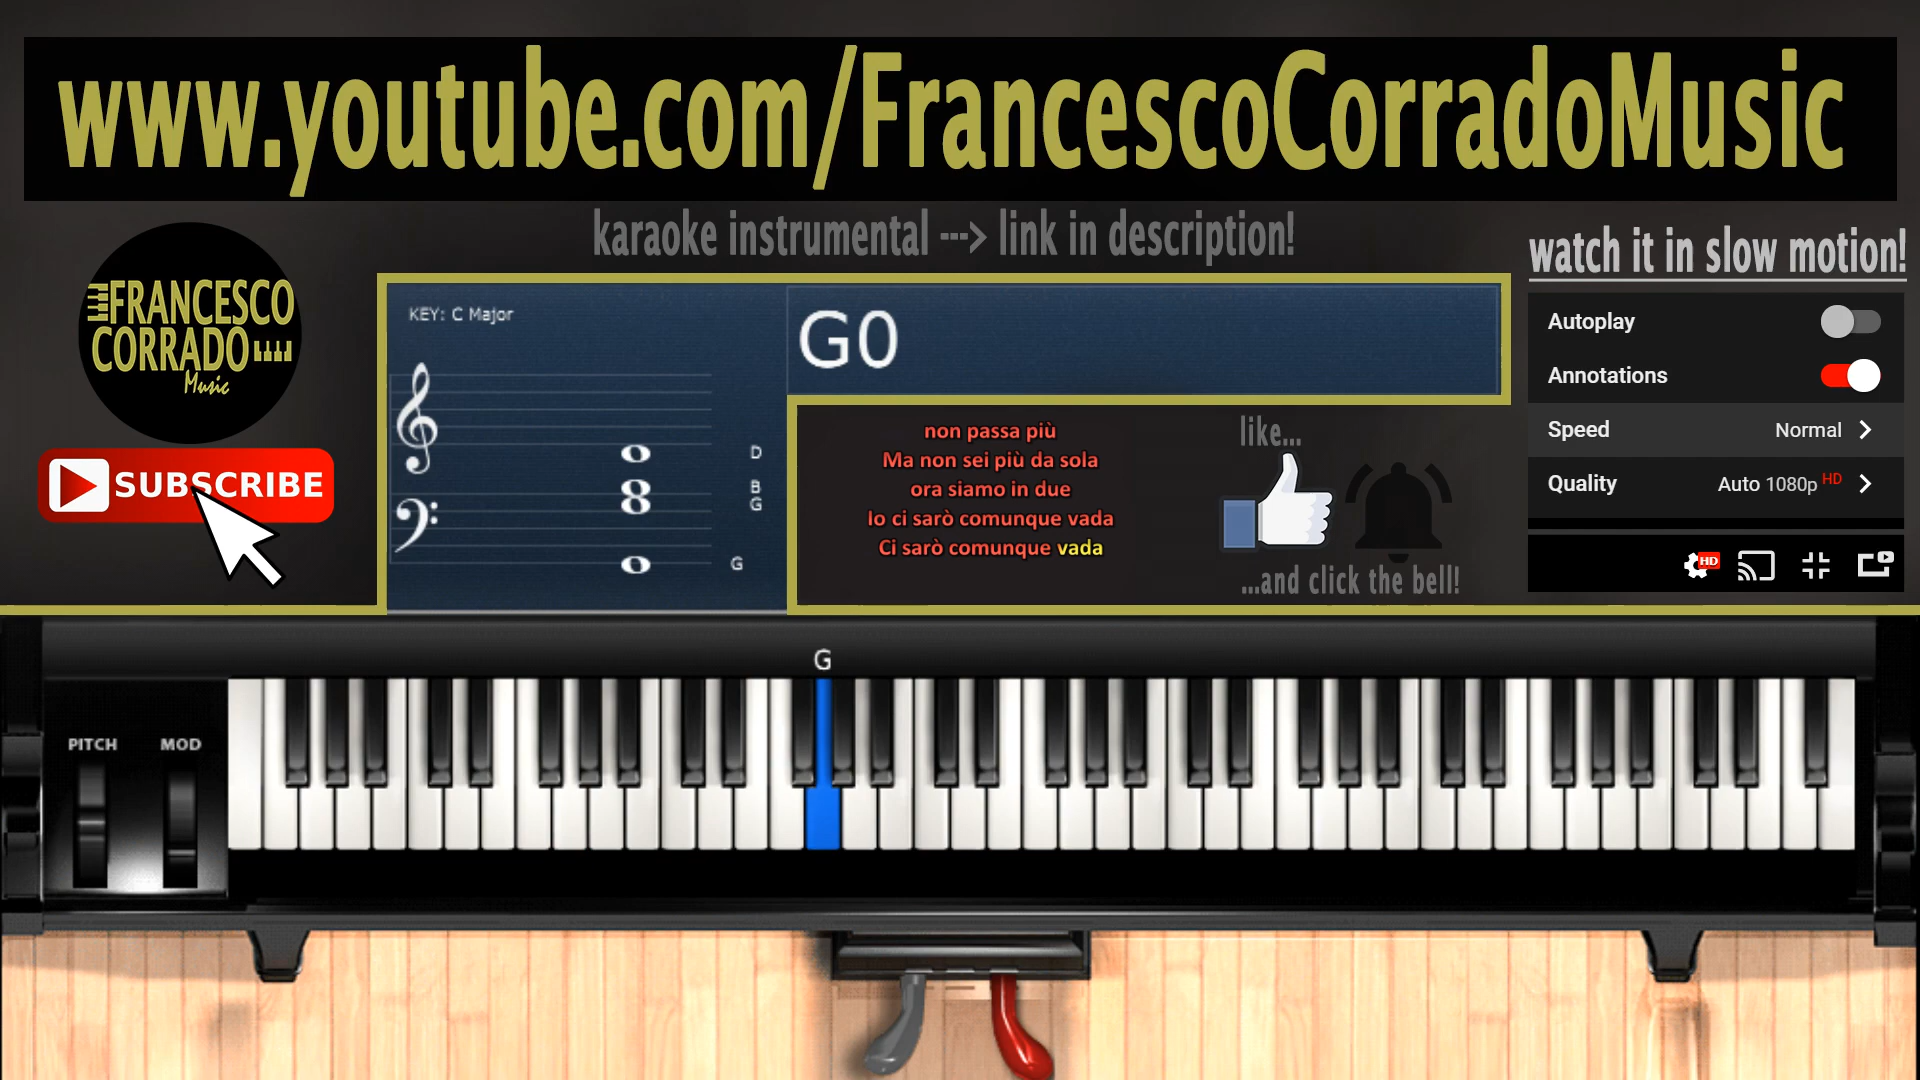 www.youtube.com/FrancescoCorradoMusic
karaoke instrumental ---> link in description!
watch it in slow motion!
FRANCESCO
CORRADO
Music
SUBSCRIBE
KEY: C Major
G0
D
B
G
G
non passa più
Ma non sei più da sola
ora siamo in due
Io ci sarò comunque vada
Ci sarò comunque vada
like...
...and click the bell!
Autoplay
Annotations
Speed Normal
Quality Auto 1080p HD
HD
G
PITCH MOD